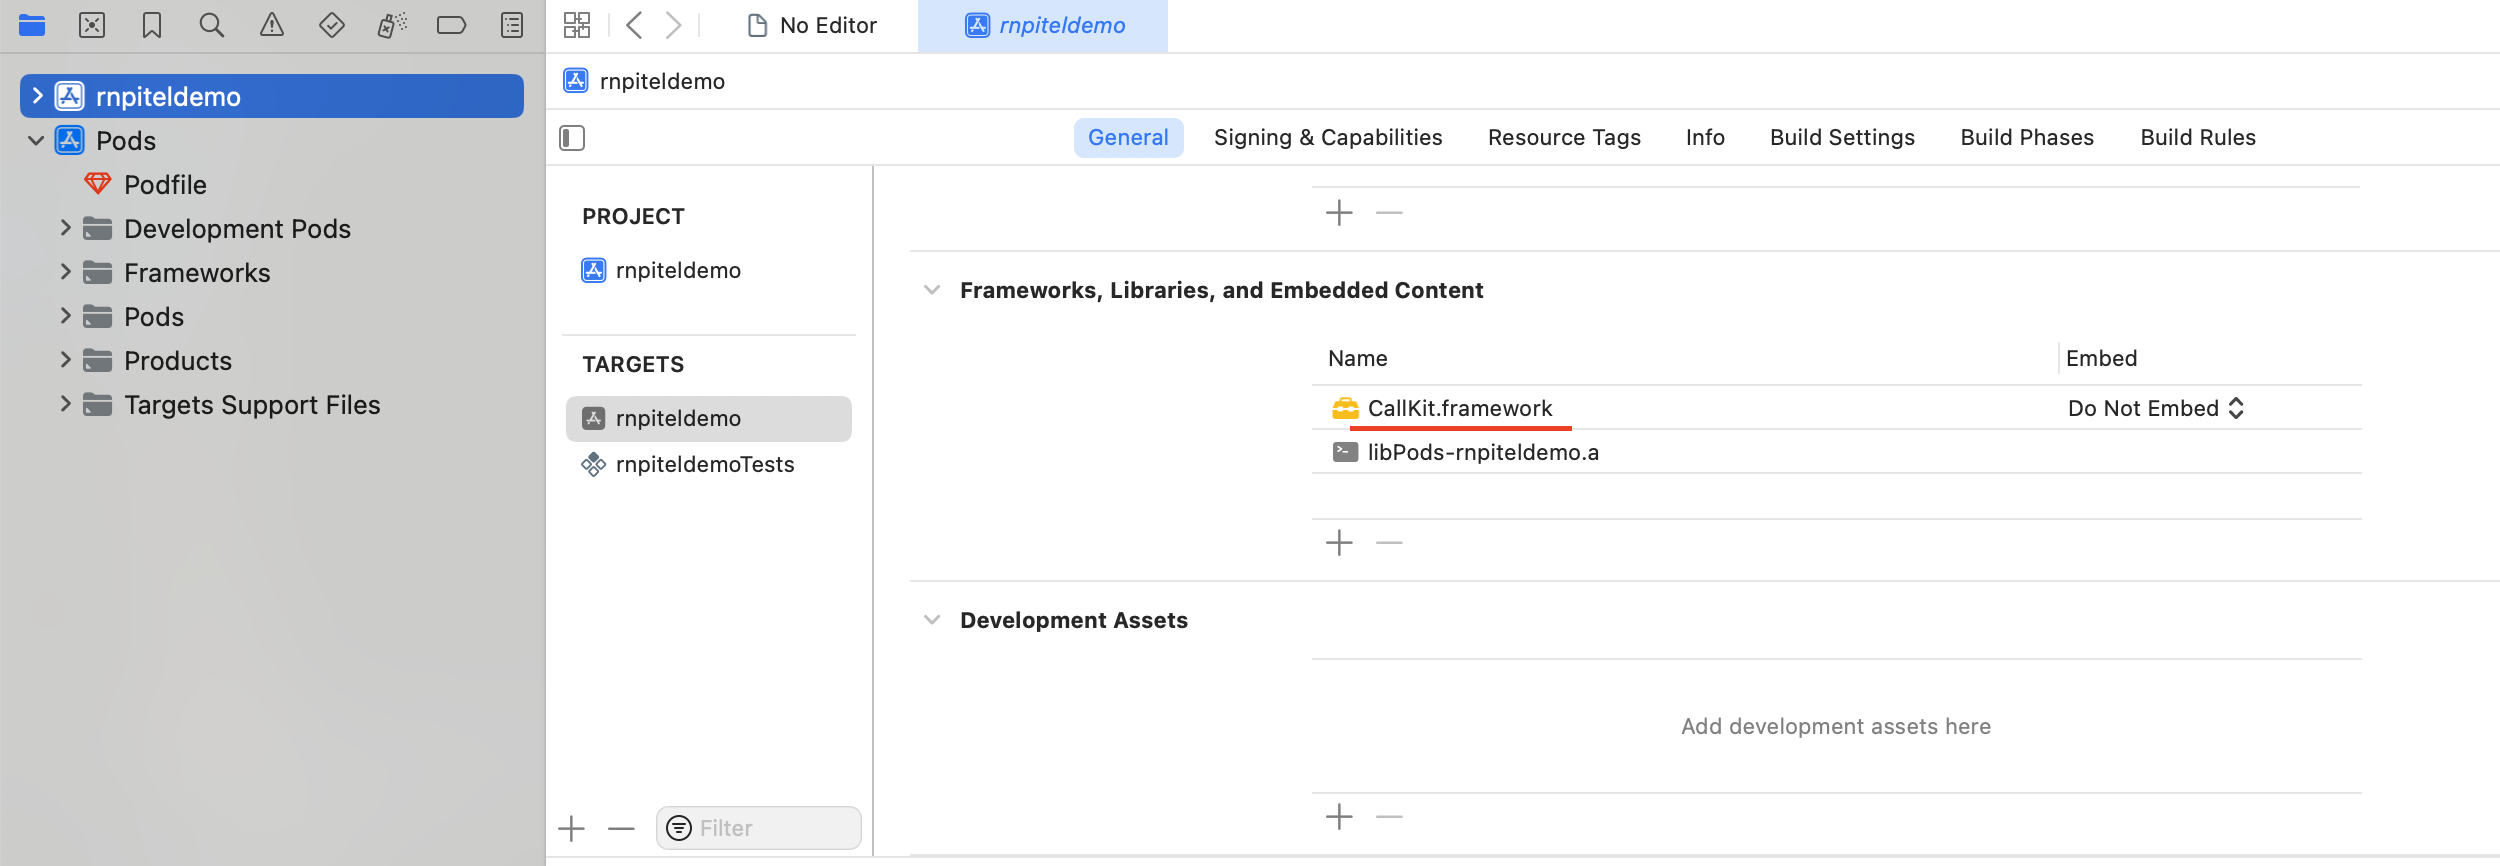 No Editor
rnpiteldemo
rnpiteldemo
Pods
Podfile
Development Pods
Frameworks
Pods
Products
Targets Support Files
rnpiteldemo
General
Signing & Capabilities
Resource Tags
Info
Build Settings
Build Phases
Build Rules
PROJECT
rnpiteldemo
TARGETS
rnpiteldemo
rnpiteldemoTests
Filter
Frameworks, Libraries, and Embedded Content
Name
Embed
CallKit.framework
Do Not Embed
libPods-rnpiteldemo.a
Development Assets
Add development assets here